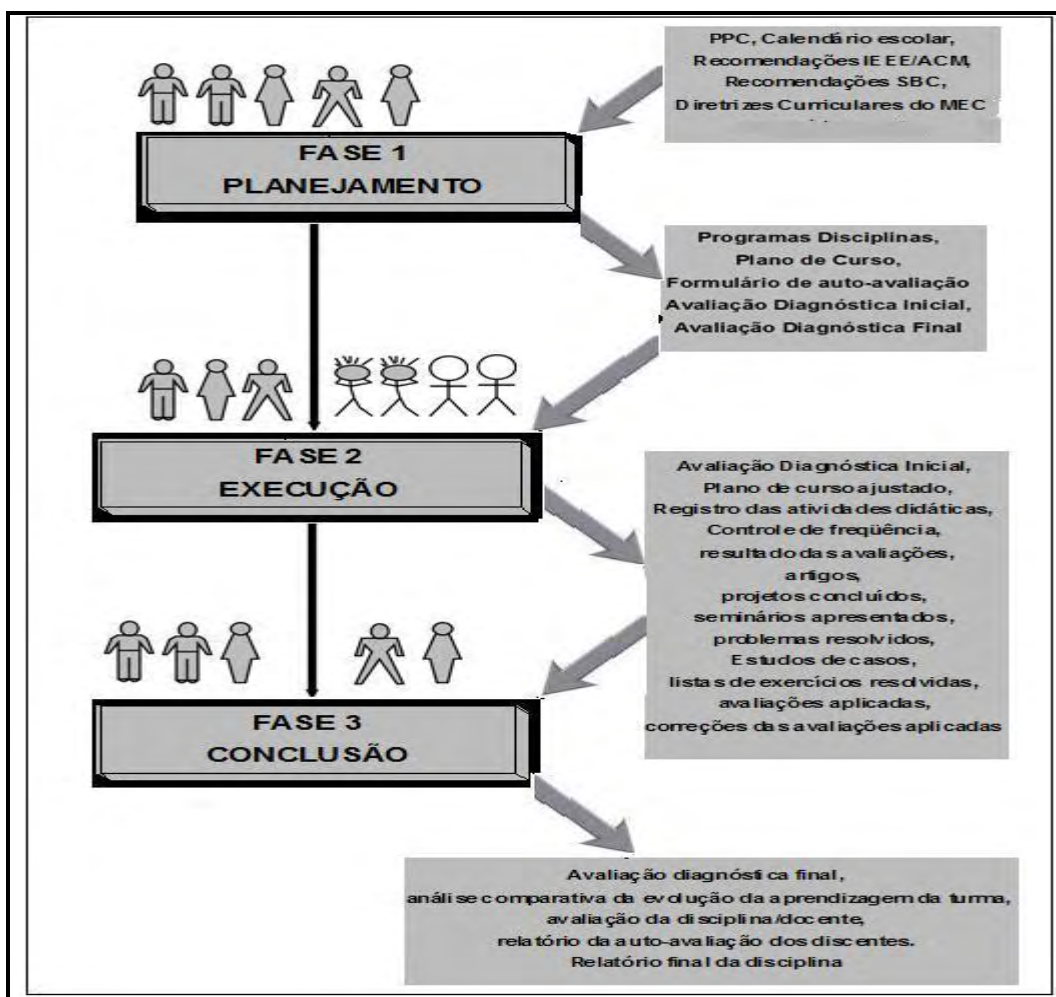 PPC, Calendário escolar,
Recomendações IEEE/ACM,
Recomendações SBC,
Diretrizes Curriculares do MEC
FASE 1
PLANEJAMENTO
Programas Disciplinas,
Plano de Curso,
Formulário de auto-avaliação
Avaliação Diagnóstica Inicial,
Avaliação Diagnóstica Final
FASE 2
EXECUÇÃO
Avaliação Diagnóstica Inicial,
Plano de curso ajustado,
Registro das atividades didáticas,
Controle de freqüência,
resultado das avaliações,
artigos,
projetos concluídos,
seminários apresentados,
problemas resolvidos,
Estudos de casos,
listas de exercícios resolvidas,
avaliações aplicadas,
correções das avaliações aplicadas
FASE 3
CONCLUSÃO
Avaliação diagnóstica final,
análise comparativa da evolução da aprendizagem da turma,
avaliação da disciplina/docente,
relatório da auto-avaliação dos discentes.
Relatório final da disciplina